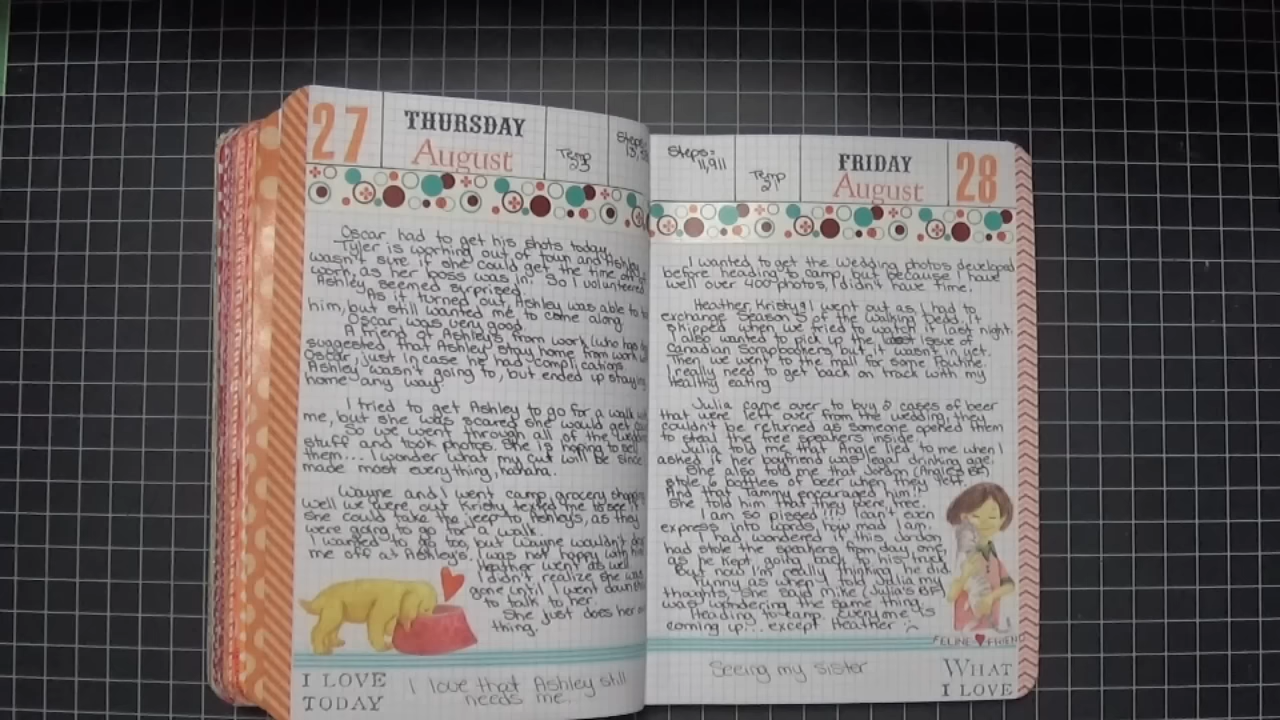 27
THURSDAY
August
Temp
23
Steps=
Oscar had to get his shots today.
Tyler is working out of town and Ashley
wasn't sure if she could get the time off of
work, as her boss was in. So I volunteered
Ashley seemed surprised.
As it turned out, Ashley was able to
him, but still wanted me to come along.
Oscar was very good.
A friend of Ashley's from work (who has
suggested that Ashley stay home from work
Oscar, just in case he had complications.
Ashley wasn't going to, but ended up staying
home any way
I tried to get Ashley to go for a walk
me, but she was scared she would get
So we went through all of the wedding
stuff and took photos. She is hoping to sell
them... I wonder what my cut will be since
made most everything, hahaha.
Wayne and I went camp, grocery shopping
well we were out Kristy texted me to see if
she could take the jeep to Ashleys, as they
were going to go for a walk.
I wanted to go too, but Wayne wouldn't
me off at Ashley's. I was not happy with him
Heather went as well.
I didn't realize she was
gone until I went downstairs
to talk to her
She just does her own
thing.
I LOVE
TODAY
I love that Ashley still
needs me...
Steps=
11,911
Temp
21
FRIDAY
August
28
I wanted to get the wedding photos developed
before heading to camp, but because I have
well over 400 photos, I didn't have time.
Heather, Kristy & I went out as I had to
exchange Season 5 of the Walking Dead, it
skipped when we tried to watch it last night.
I also wanted to pick up the latest issue of
Canadian Scrapbookers but it wasn't in yet.
Then we went to the mall for some Poutine.
I really need to get back on track with my
Healthy eating
Julia came over to buy 2 cases of beer
that were left over from the wedding, they
couldn't be returned as someone opened them
to steal the free speakers inside.
Julia told me that Angie lied to me when I
asked if her boyfriend was legal drinking age.
She also told me that Jordon (Angie's BF)
stole 6 bottles of beer when they left.
And that Tammy encouraged him!!
She told him that they were free.
I am so pissed!!! I can't even
express into words how mad I am.
I had wondered if this Jordon
had stole the speakers from day one,
as he kept going back to his truck
But now I'm really thinking he did.
Funny as when I told Julia my
thoughts, she said Mike (Julia's BF)
was wondering the same thing.
Heading to camp. Everyone is
coming up... except Heather :(
FELINE FRIEND
Seeing my sister
WHAT
I LOVE